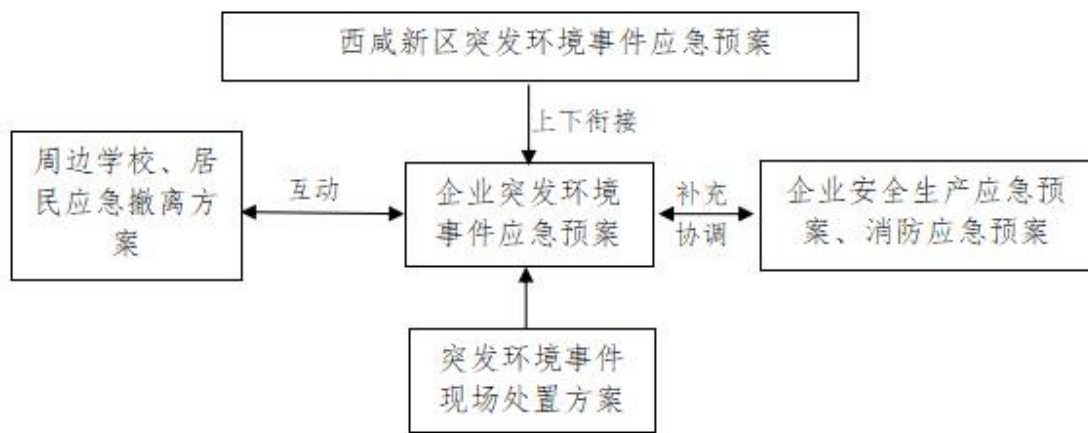 西咸新区突发环境事件应急预案
上下衔接
周边学校、居
民应急撤离方
案
互动
企业突发环境
事件应急预案
补充
协调
企业安全生产应急预
案、消防应急预案
突发环境事件
现场处置方案